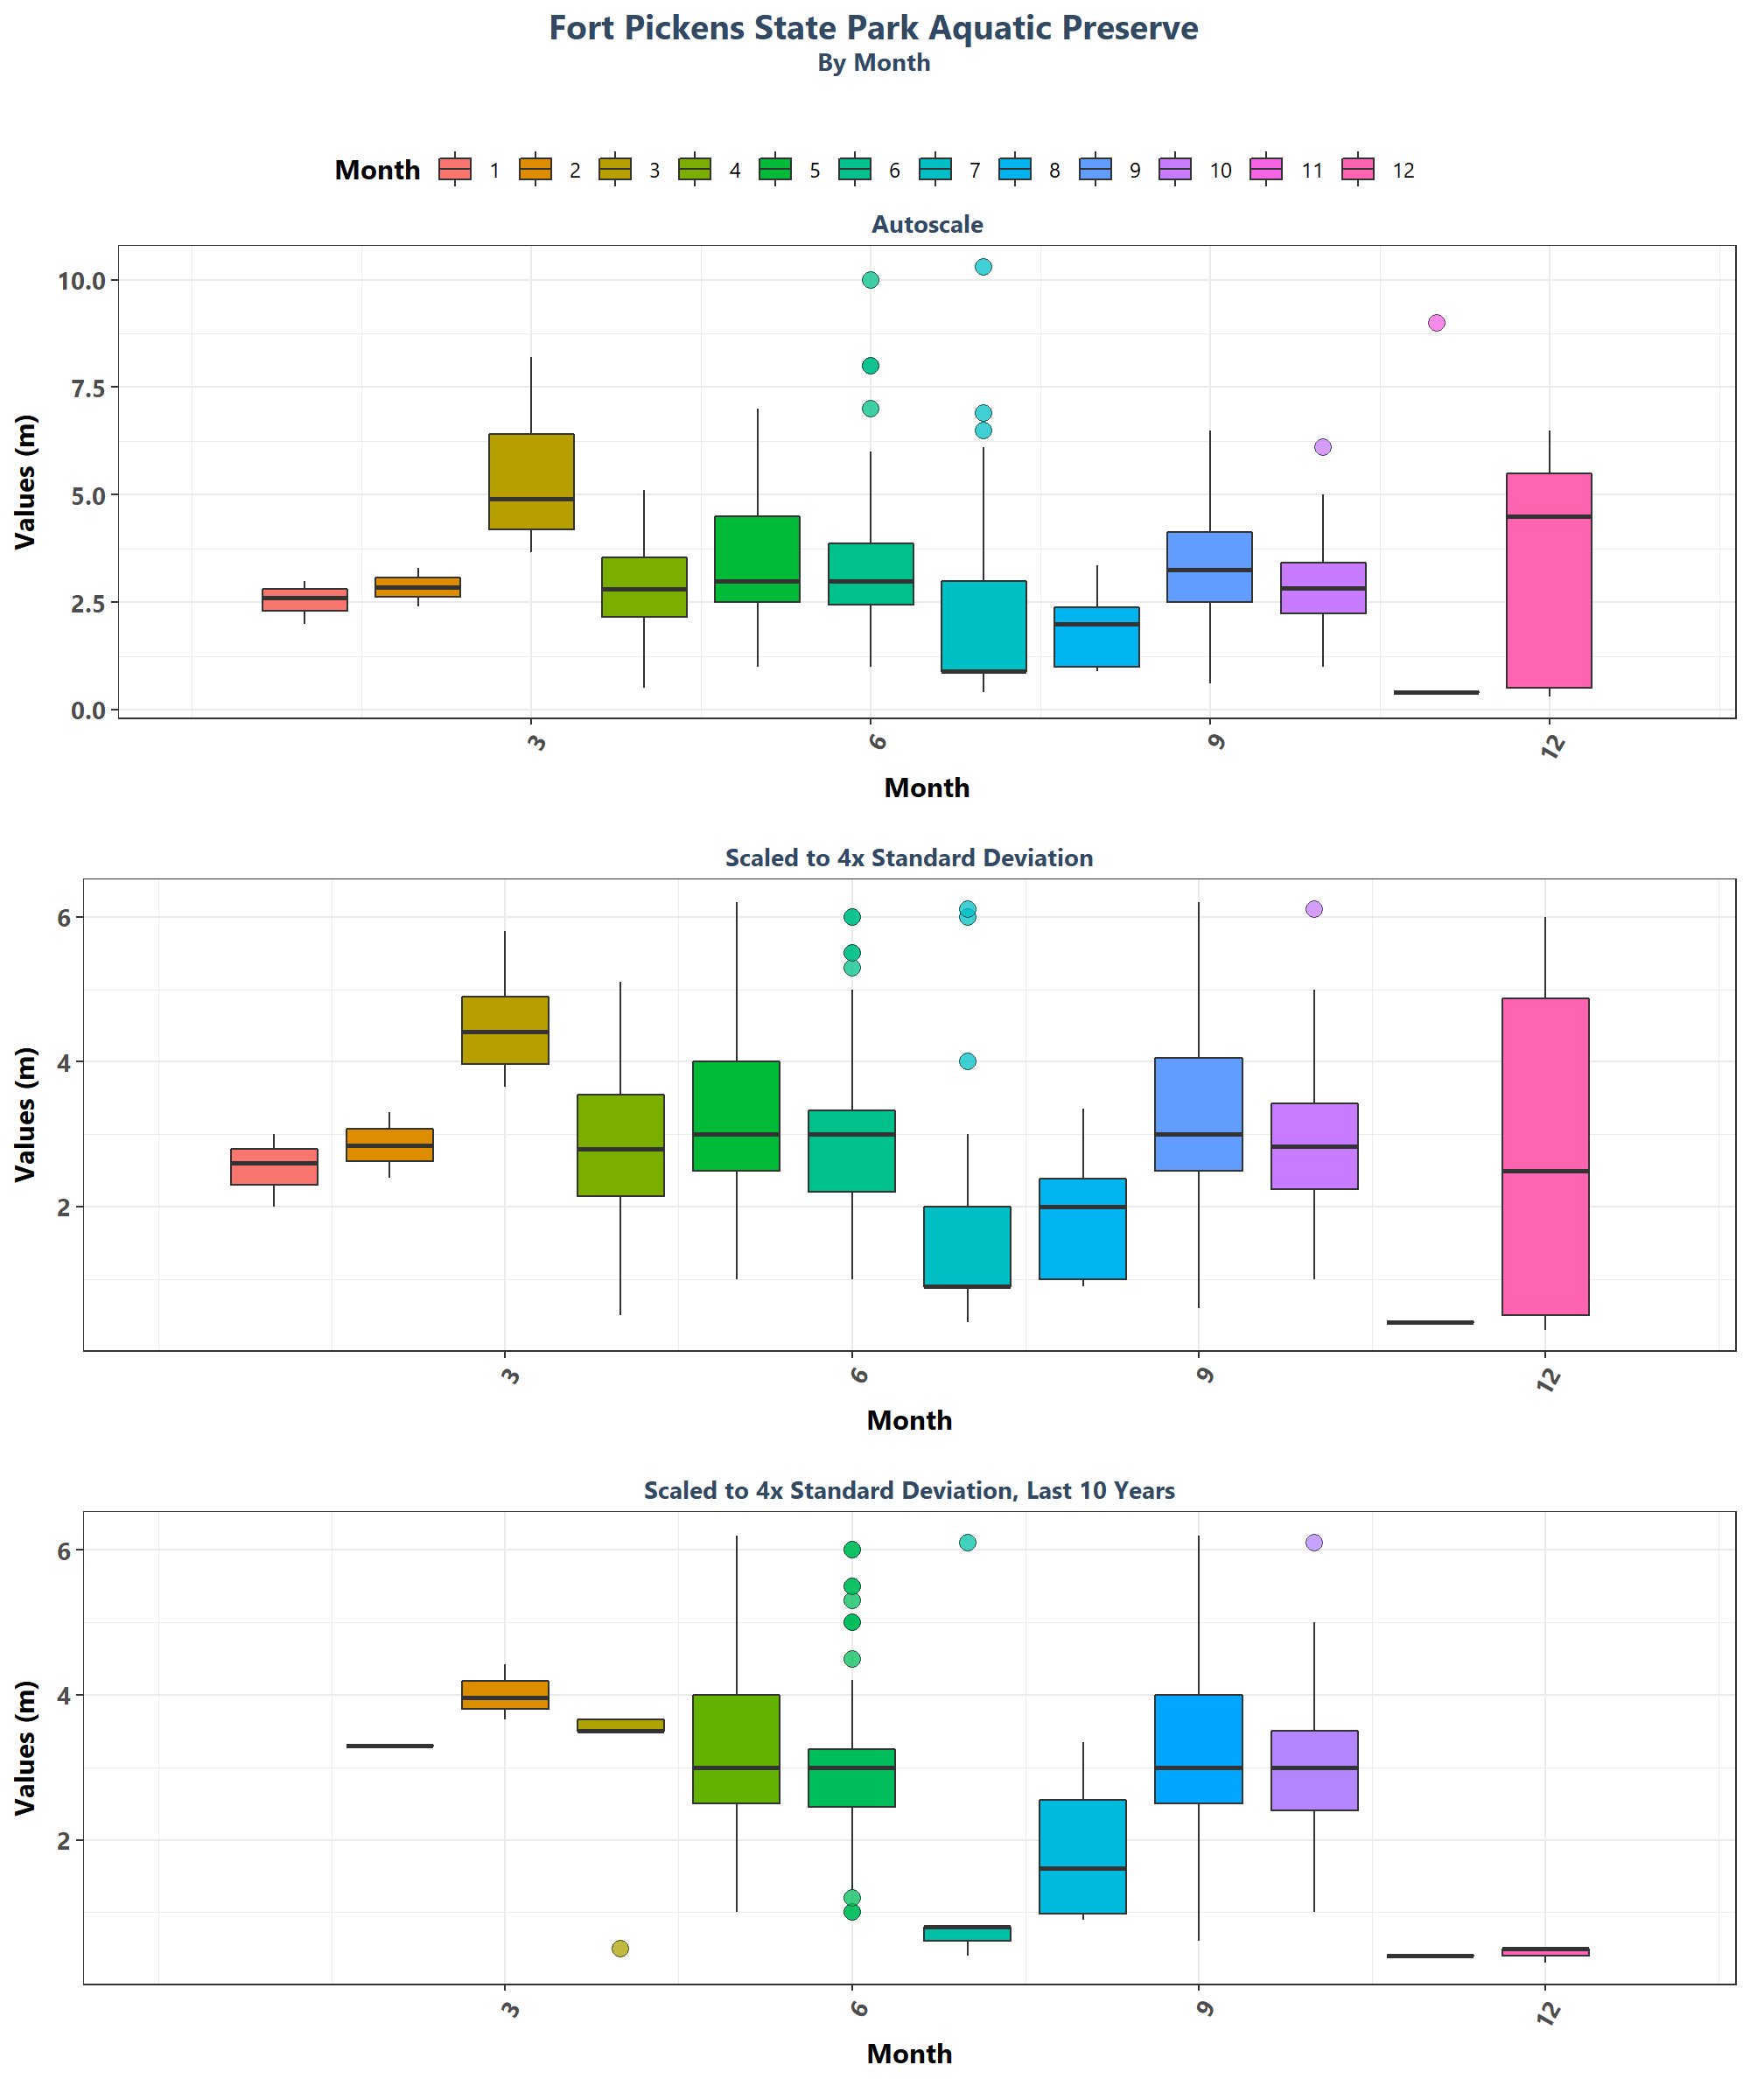 Fort Pickens State Park Aquatic Preserve
By Month
Month 1 2 3 4 5 6 7 8 9 10 11 12
Autoscale
10.0
7.5
5.0
2.5
0.0
Values (m)
3 6 9 12
Month
Scaled to 4x Standard Deviation
6
4
2
Values (m)
3 6 9 12
Month
Scaled to 4x Standard Deviation, Last 10 Years
6
4
2
Values (m)
3 6 9 12
Month